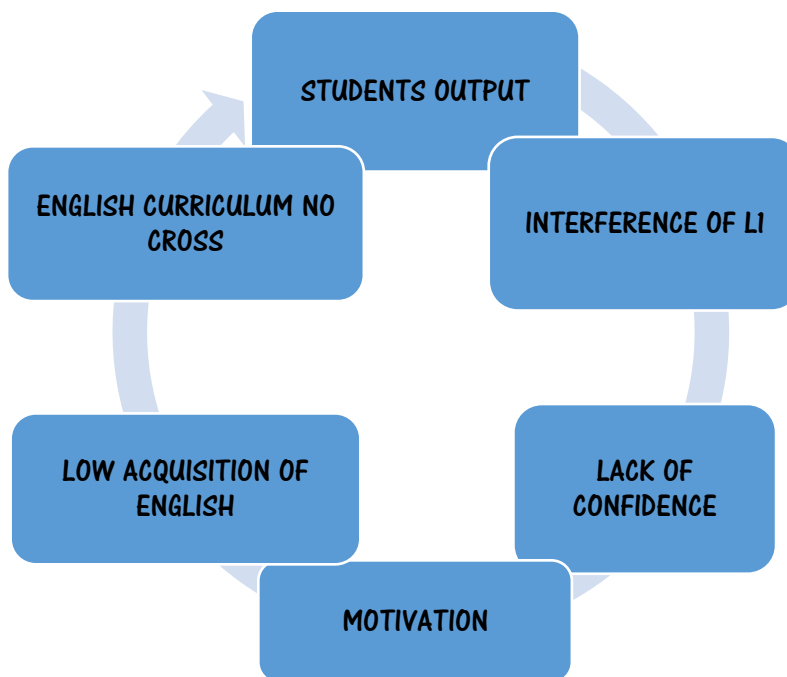 STUDENTS OUTPUT
INTERFERENCE OF L1
LACK OF
CONFIDENCE
MOTIVATION
LOW ACQUISITION OF
ENGLISH
ENGLISH CURRICULUM NO
CROSS